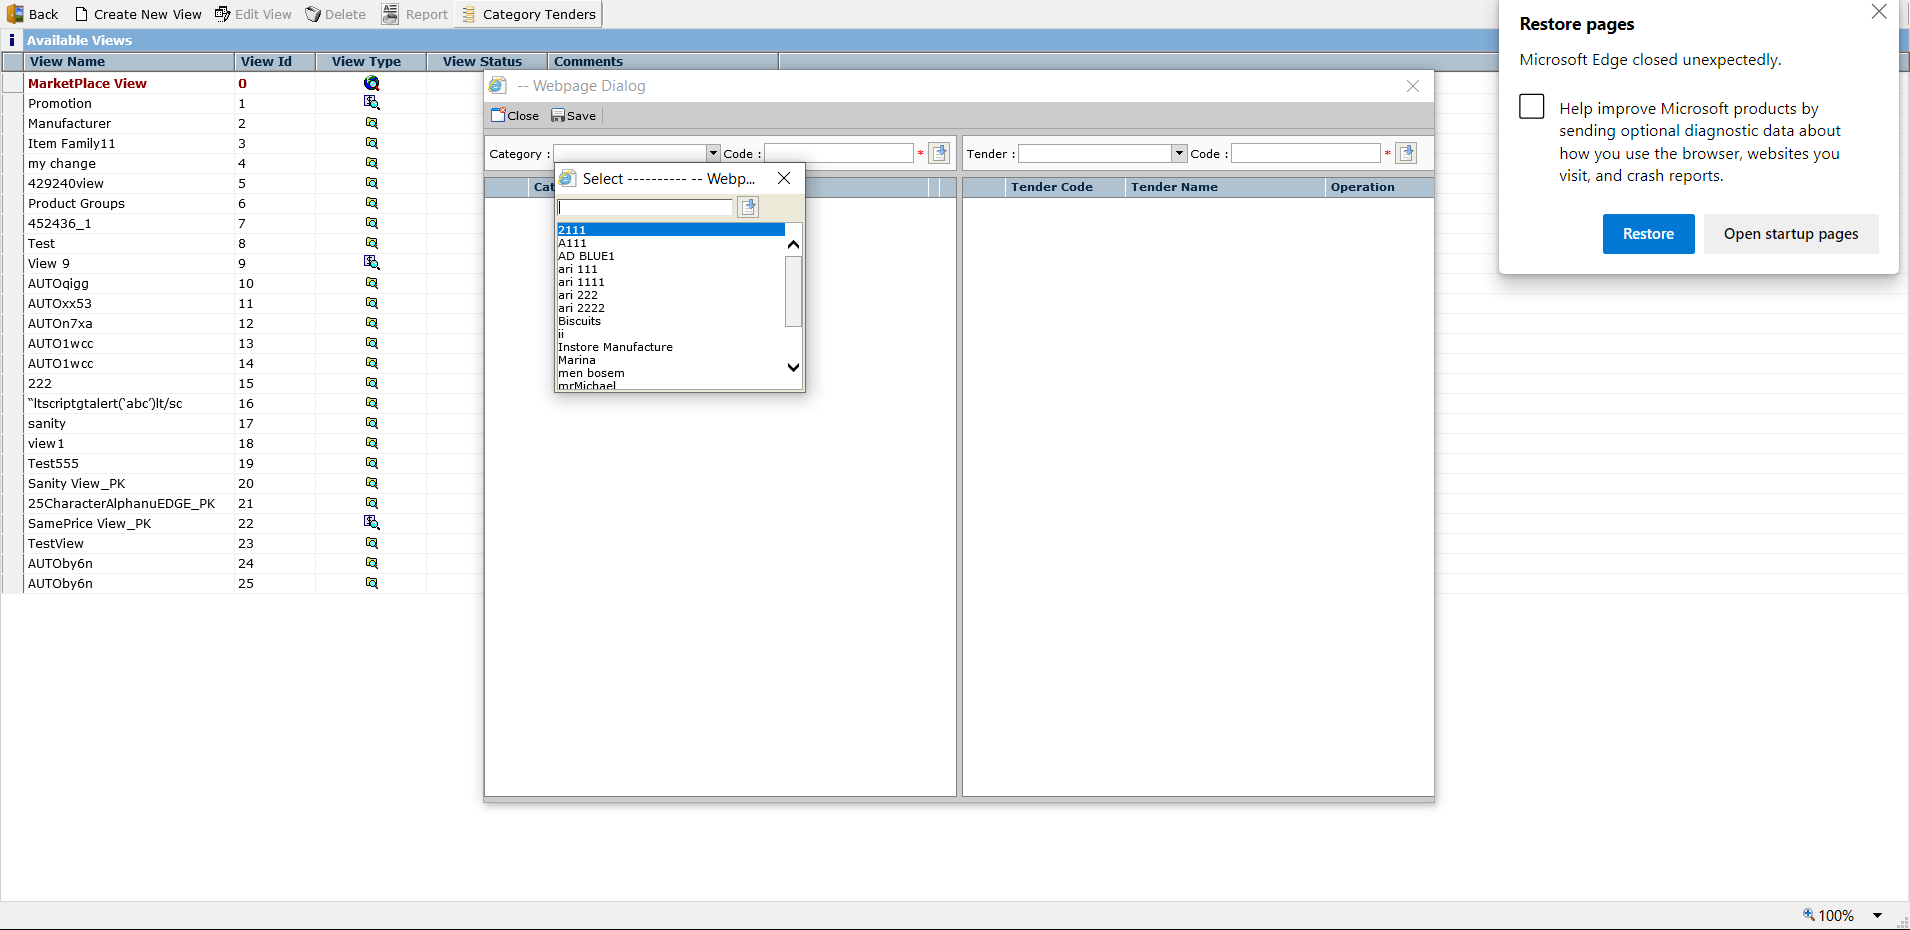 Back Create New View Edit View Delete Report Category Tenders
Available Views
View Name View Id View Type View Status Comments
MarketPlace View 0
Promotion 1
Manufacturer 2
Item Family11 3
my change 4
429240view 5
Product Groups 6
452436_1 7
Test 8
View 9 9
AUTOqigg 10
AUTOxx53 11
AUTOn7xa 12
AUTO1wcc 13
AUTO1wcc 14
222 15
"ltscriptgtalert('abc')lt/sc 16
sanity 17
view1 18
Test555 19
Sanity View_PK 20
25CharacterAlphanuEDGE_PK 21
SamePrice View_PK 22
TestView 23
AUTOby6n 24
AUTOby6n 25
-- Webpage Dialog
Close Save
Category : Code : * Tender : Code : *
Cat
Tender Code Tender Name Operation
Select ---------- -- Webp...
2111
A111
AD BLUE1
ari 111
ari 1111
ari 222
ari 2222
Biscuits
ii
Instore Manufacture
Marina
men bosem
mrMichael
Restore pages
Microsoft Edge closed unexpectedly.
Help improve Microsoft products by
sending optional diagnostic data about
how you use the browser, websites you
visit, and crash reports.
Restore Open startup pages
100%